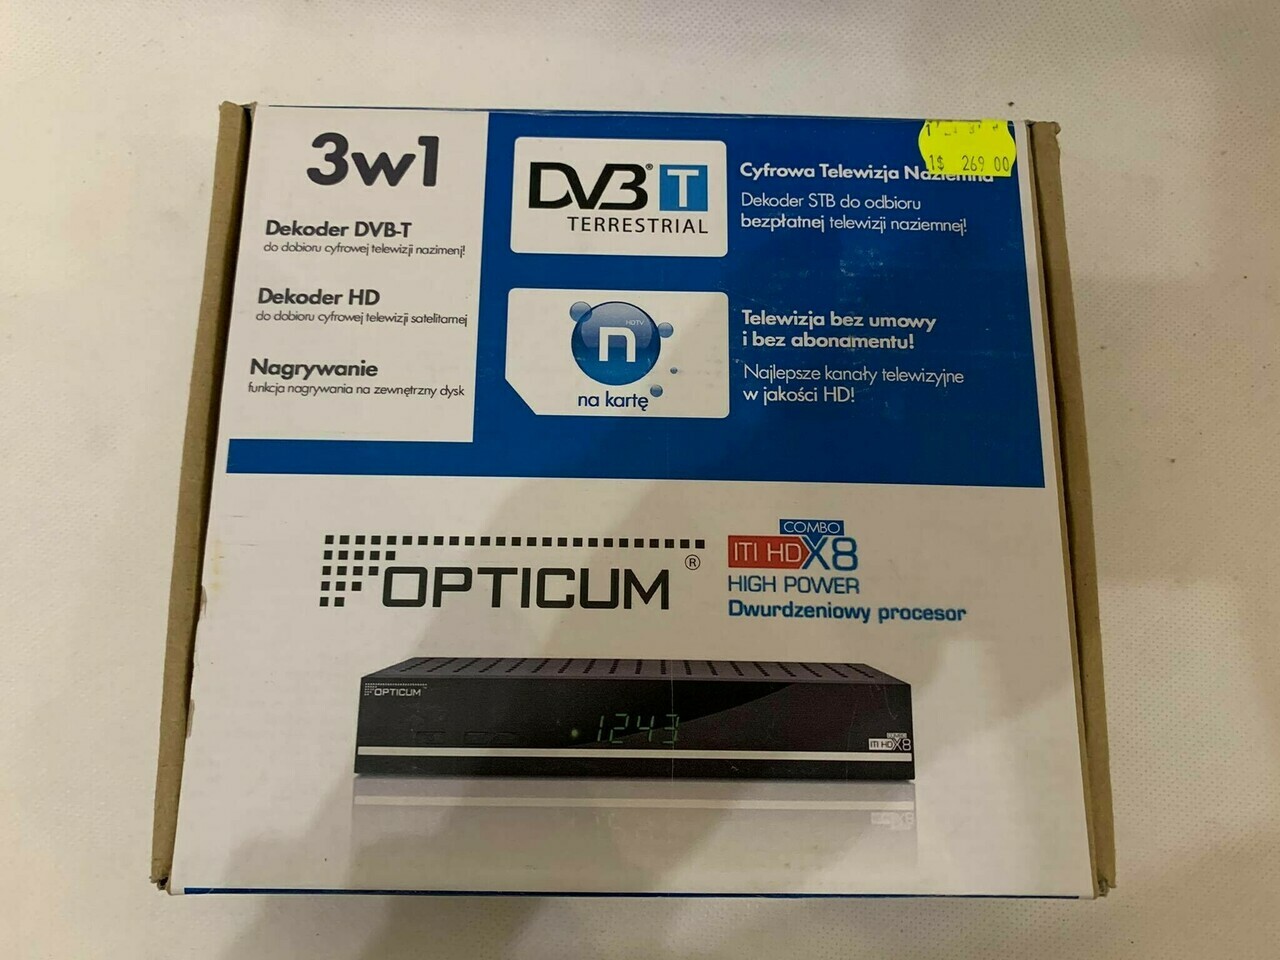 3w1
Dekoder DVB-T
do dobioru cyfrowej telewizji nazimenj!
Dekoder HD
do dobioru cyfrowej telewizji satelitarnej
Nagrywanie
funkcja nagrywania na zewnętrzny dysk
DVB® T
TERRESTRIAL
1$ 269.00
Cyfrowa Telewizja Naziemna
Dekoder STB do odbioru
bezpłatnej telewizji naziemnej!
HDTV
n
na kartę
Telewizja bez umowy
i bez abonamentu!
Najlepsze kanały telewizyjne
w jakości HD!
OPTICUM ®
COMBO
ITI HD X8
HIGH POWER
Dwurdzeniowy procesor
OPTICUM
1243
COMBO
ITI HD X8